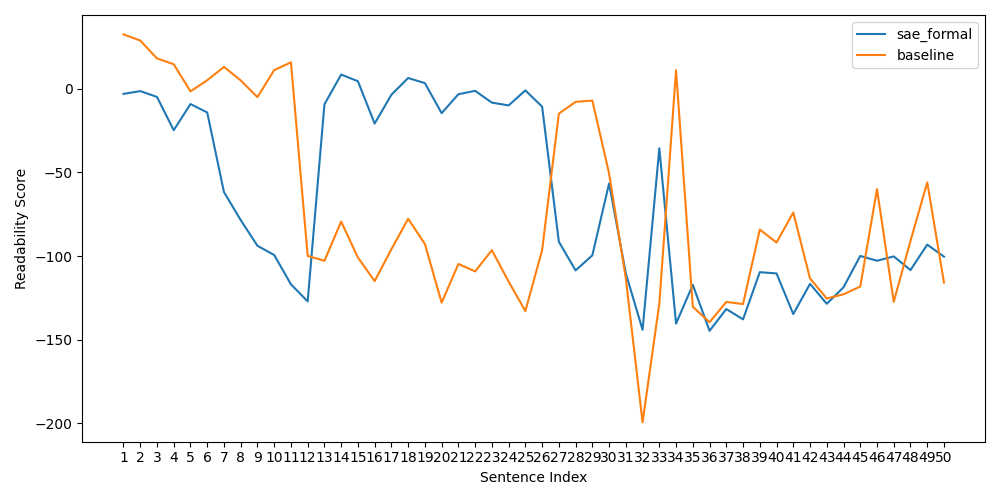 sae_formal
baseline
0
−50
−100
−150
−200
Readability Score
1 2 3 4 5 6 7 8 9 10 11 12 13 14 15 16 17 18 19 20 21 22 23 24 25 26 27 28 29 30 31 32 33 34 35 36 37 38 39 40 41 42 43 44 45 46 47 48 49 50
Sentence Index